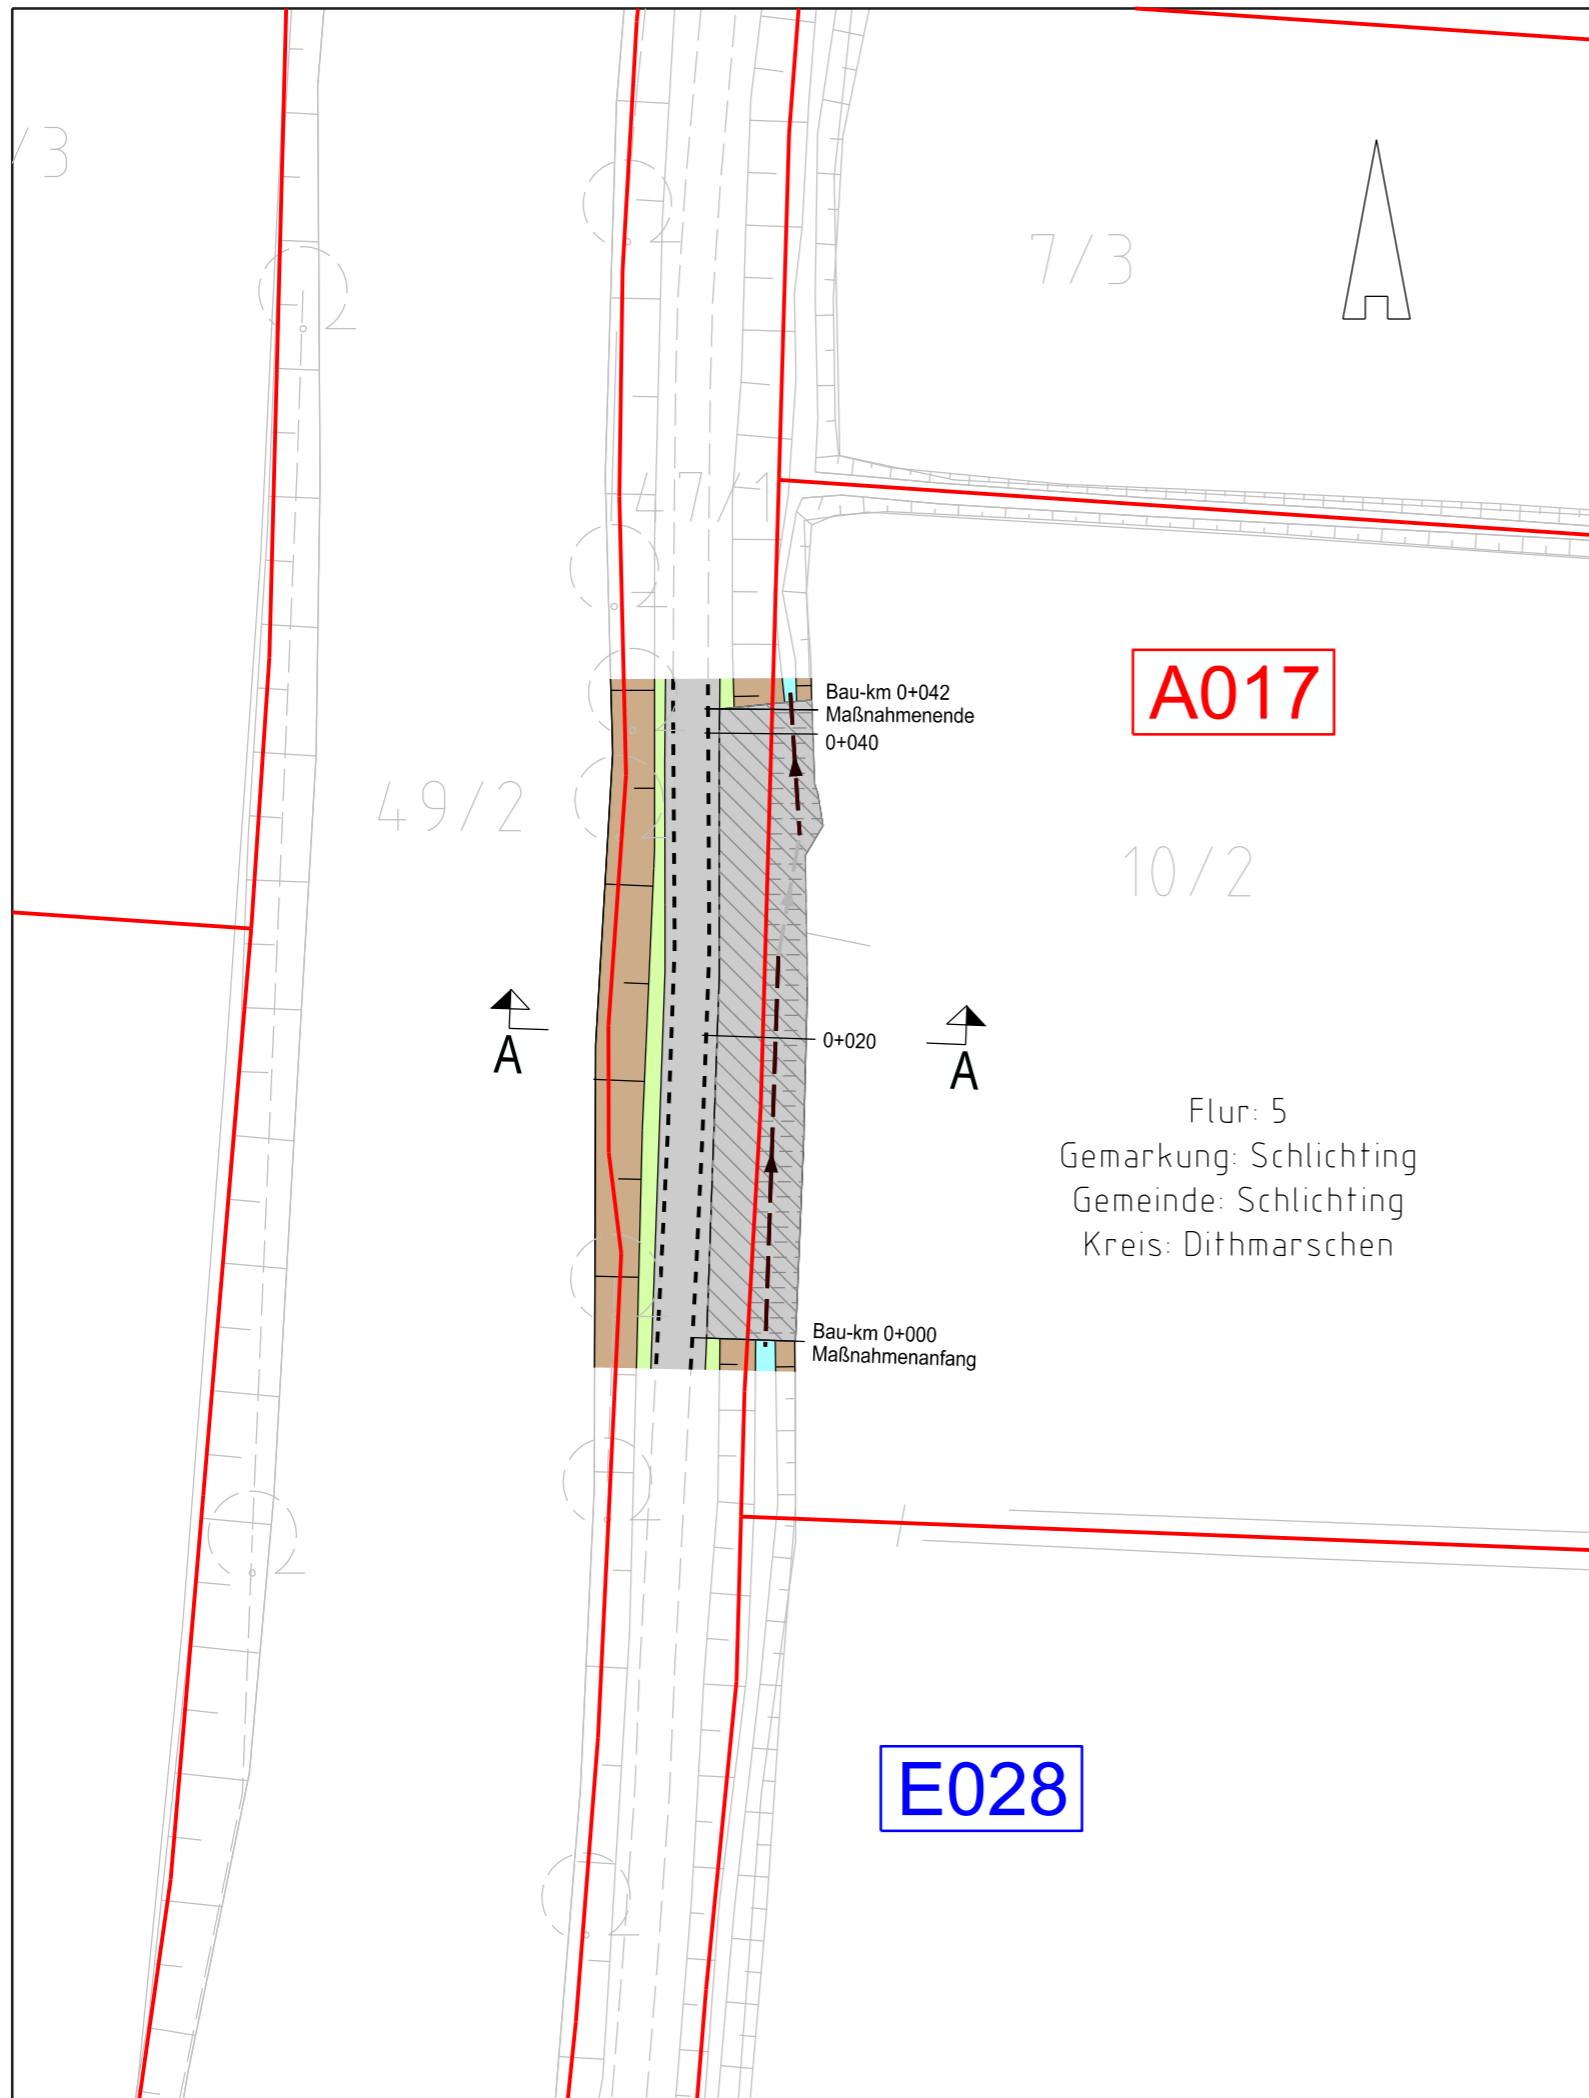 /3
7/3
47/1
A017
Bau-km 0+042
Maßnahmenende
0+040
49/2
10/2
A
0+020
A
Flur: 5
Gemarkung: Schlichting
Gemeinde: Schlichting
Kreis: Dithmarschen
Bau-km 0+000
Maßnahmenanfang
E028